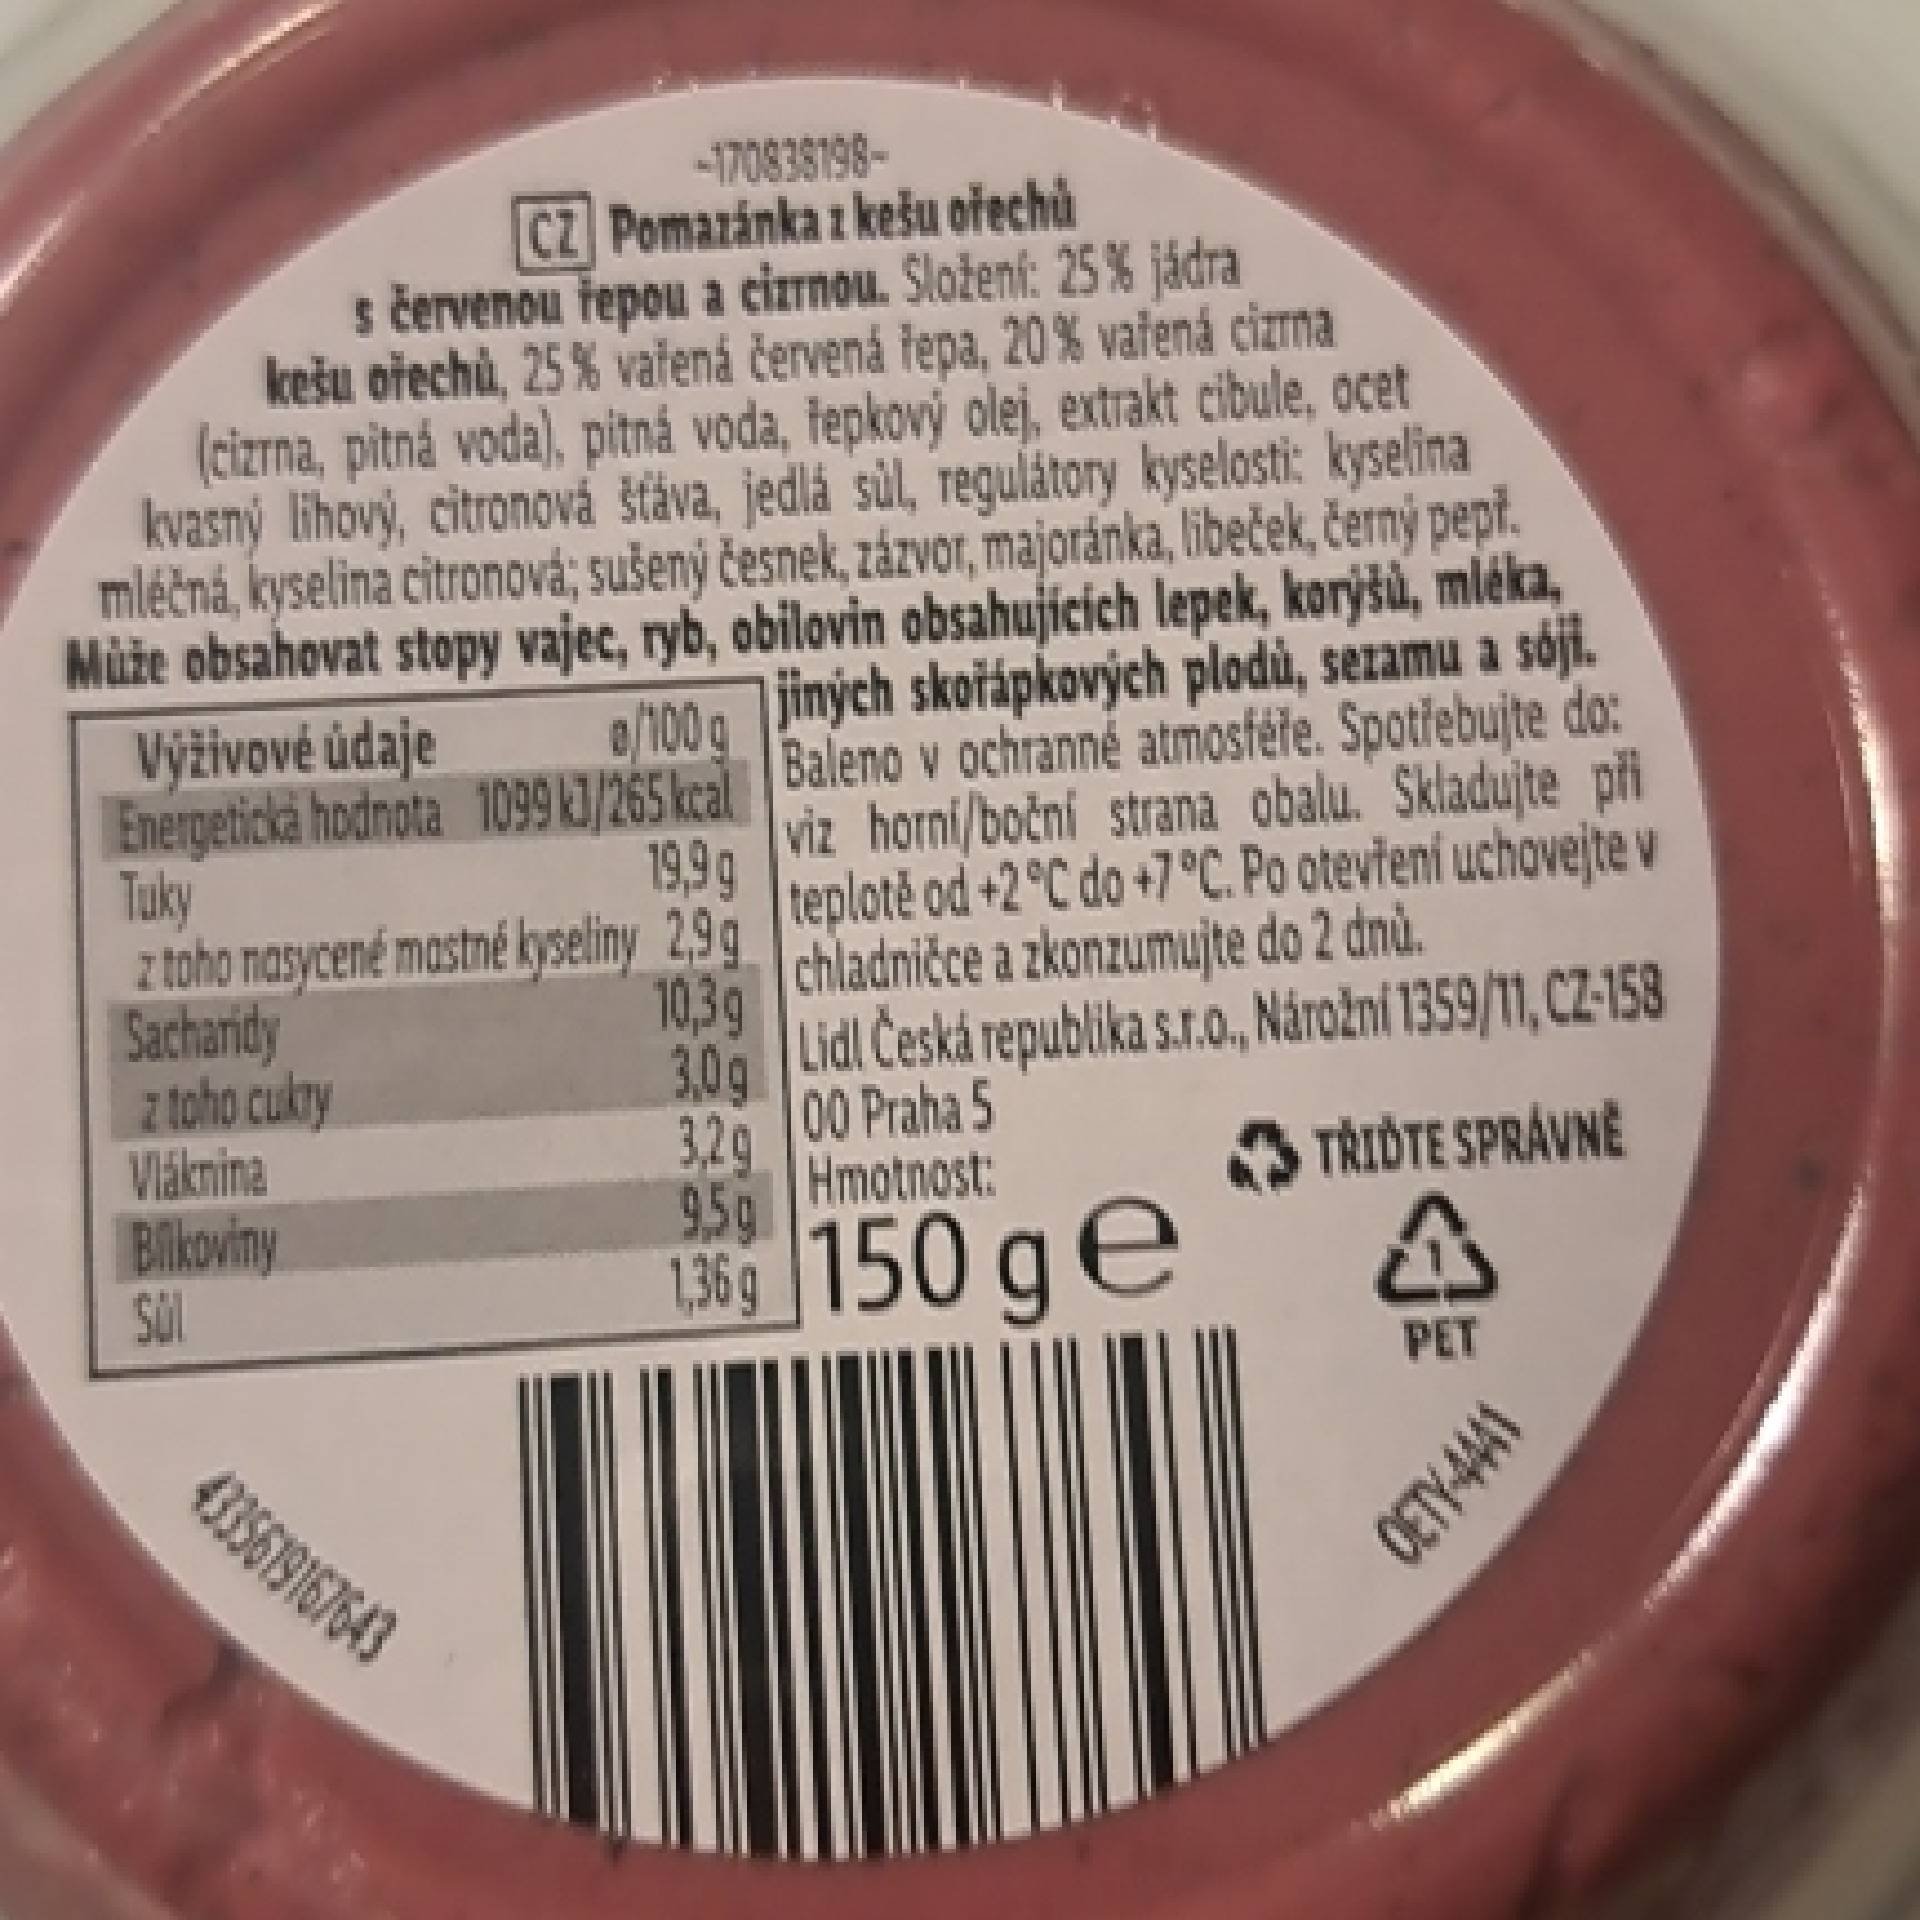 -170838198-
CZ Pomazánka z kešu ořechů
s červenou řepou a cizrnou. Složení: 25 % jádra
kešu ořechů, 25 % vařená červená řepa, 20 % vařená cizrna
(cizrna, pitná voda), pitná voda, řepkový olej, extrakt cibule, ocet
kvasný lihový, citronová šťáva, jedlá sůl, regulátory kyselosti: kyselina
mléčná, kyselina citronová; sušený česnek, zázvor, majoránka, libeček, černý pepř.
Může obsahovat stopy vajec, ryb, obilovin obsahujících lepek, korýšů, mléka,
jiných skořápkových plodů, sezamu a sóji.
Baleno v ochranné atmosféře. Spotřebujte do:
viz horní/boční strana obalu. Skladujte při
teplotě od +2 °C do +7 °C. Po otevření uchovejte v
chladničce a zkonzumujte do 2 dnů.
Lidl Česká republika s.r.o., Nárožní 1359/11, CZ-158
00 Praha 5
Hmotnost:
150 g e
Výživové údaje ø/100 g
Energetická hodnota 1099 kJ/265 kcal
Tuky 19,9 g
z toho nasycené mastné kyseliny 2,9 g
Sacharidy 10,3 g
z toho cukry 3,0 g
Vláknina 3,2 g
Bílkoviny 9,5 g
Sůl 1,36 g
TŘIĎTE SPRÁVNĚ
1
PET
4335619167643
OETY-4441